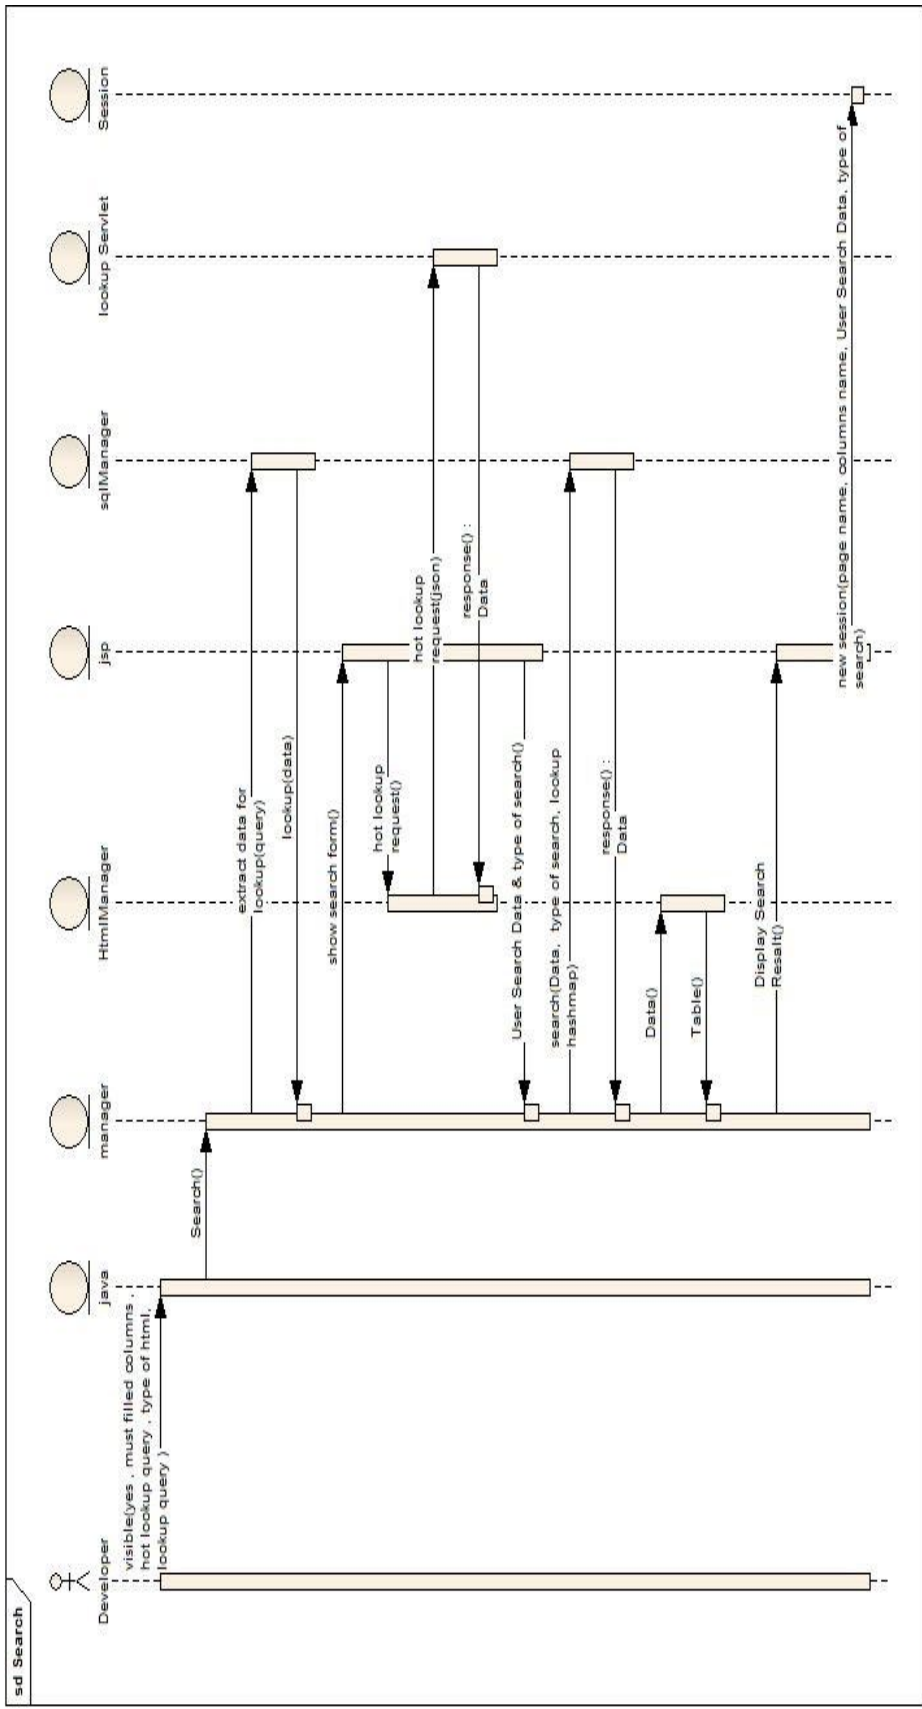 sd Search
Developer
java
manager
HtmlManager
jsp
sqlManager
lookup Servlet
Session
visible(yes , must filled columns ,
hot lookup query , type of html,
lookup query )
Search()
extract data for
lookup(query)
lookup(data)
show search form()
hot lookup
request()
hot lookup
request(json)
response() :
Data
User Search Data & type of search()
search(Data, type of search, lookup
hashmap)
response() :
Data
Data()
Table()
Display Search
Resalt()
new session(page name, columns name, User Search Data, type of
search)